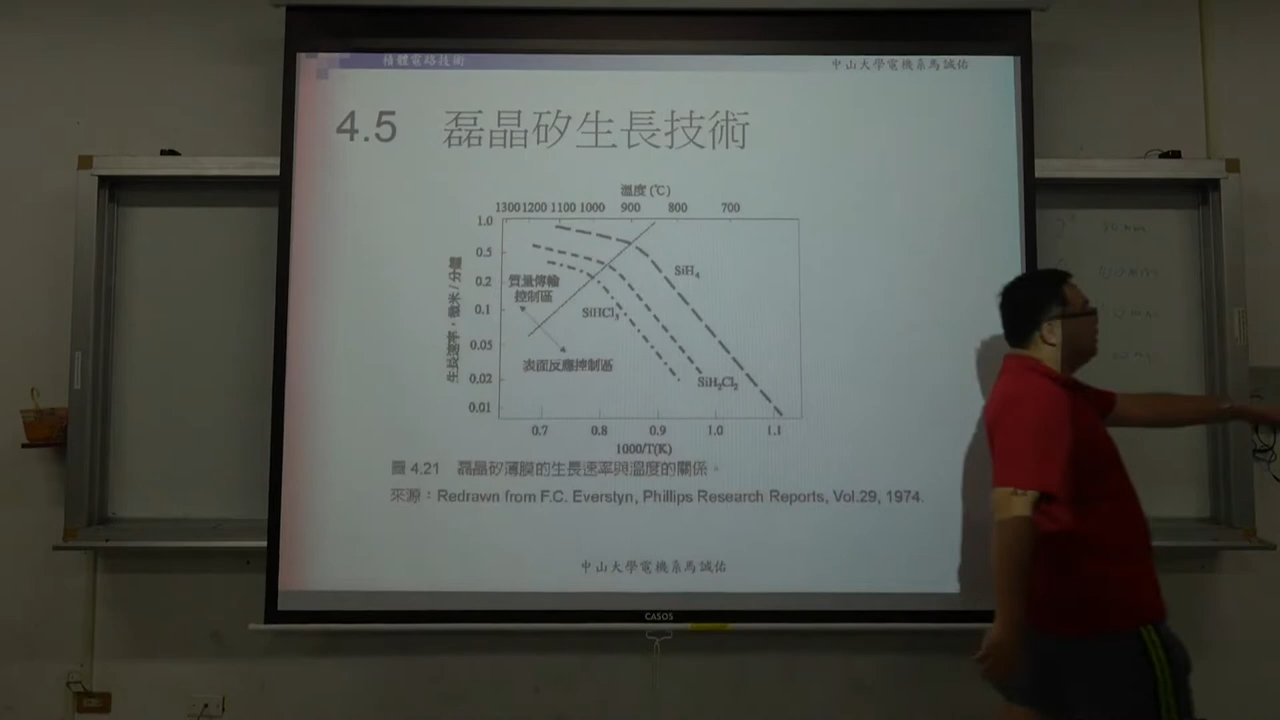 積體電路技術
中山大學電機系馬誠佑
4.5 磊晶矽生長技術
溫度 (℃)
1300 1200 1100 1000 900 800 700
1.0
0.5
0.2
0.1
0.05
0.02
0.01
生長速率，微米/分鐘
質量傳輸
控制區
SiH4
SiHCl3
表面反應控制區
SiH2Cl2
0.7 0.8 0.9 1.0 1.1
1000/T(K)
圖 4.21 磊晶矽薄膜的生長速率與溫度的關係。
來源：Redrawn from F.C. Everstyn, Phillips Research Reports, Vol.29, 1974.
中山大學電機系馬誠佑
CASOS